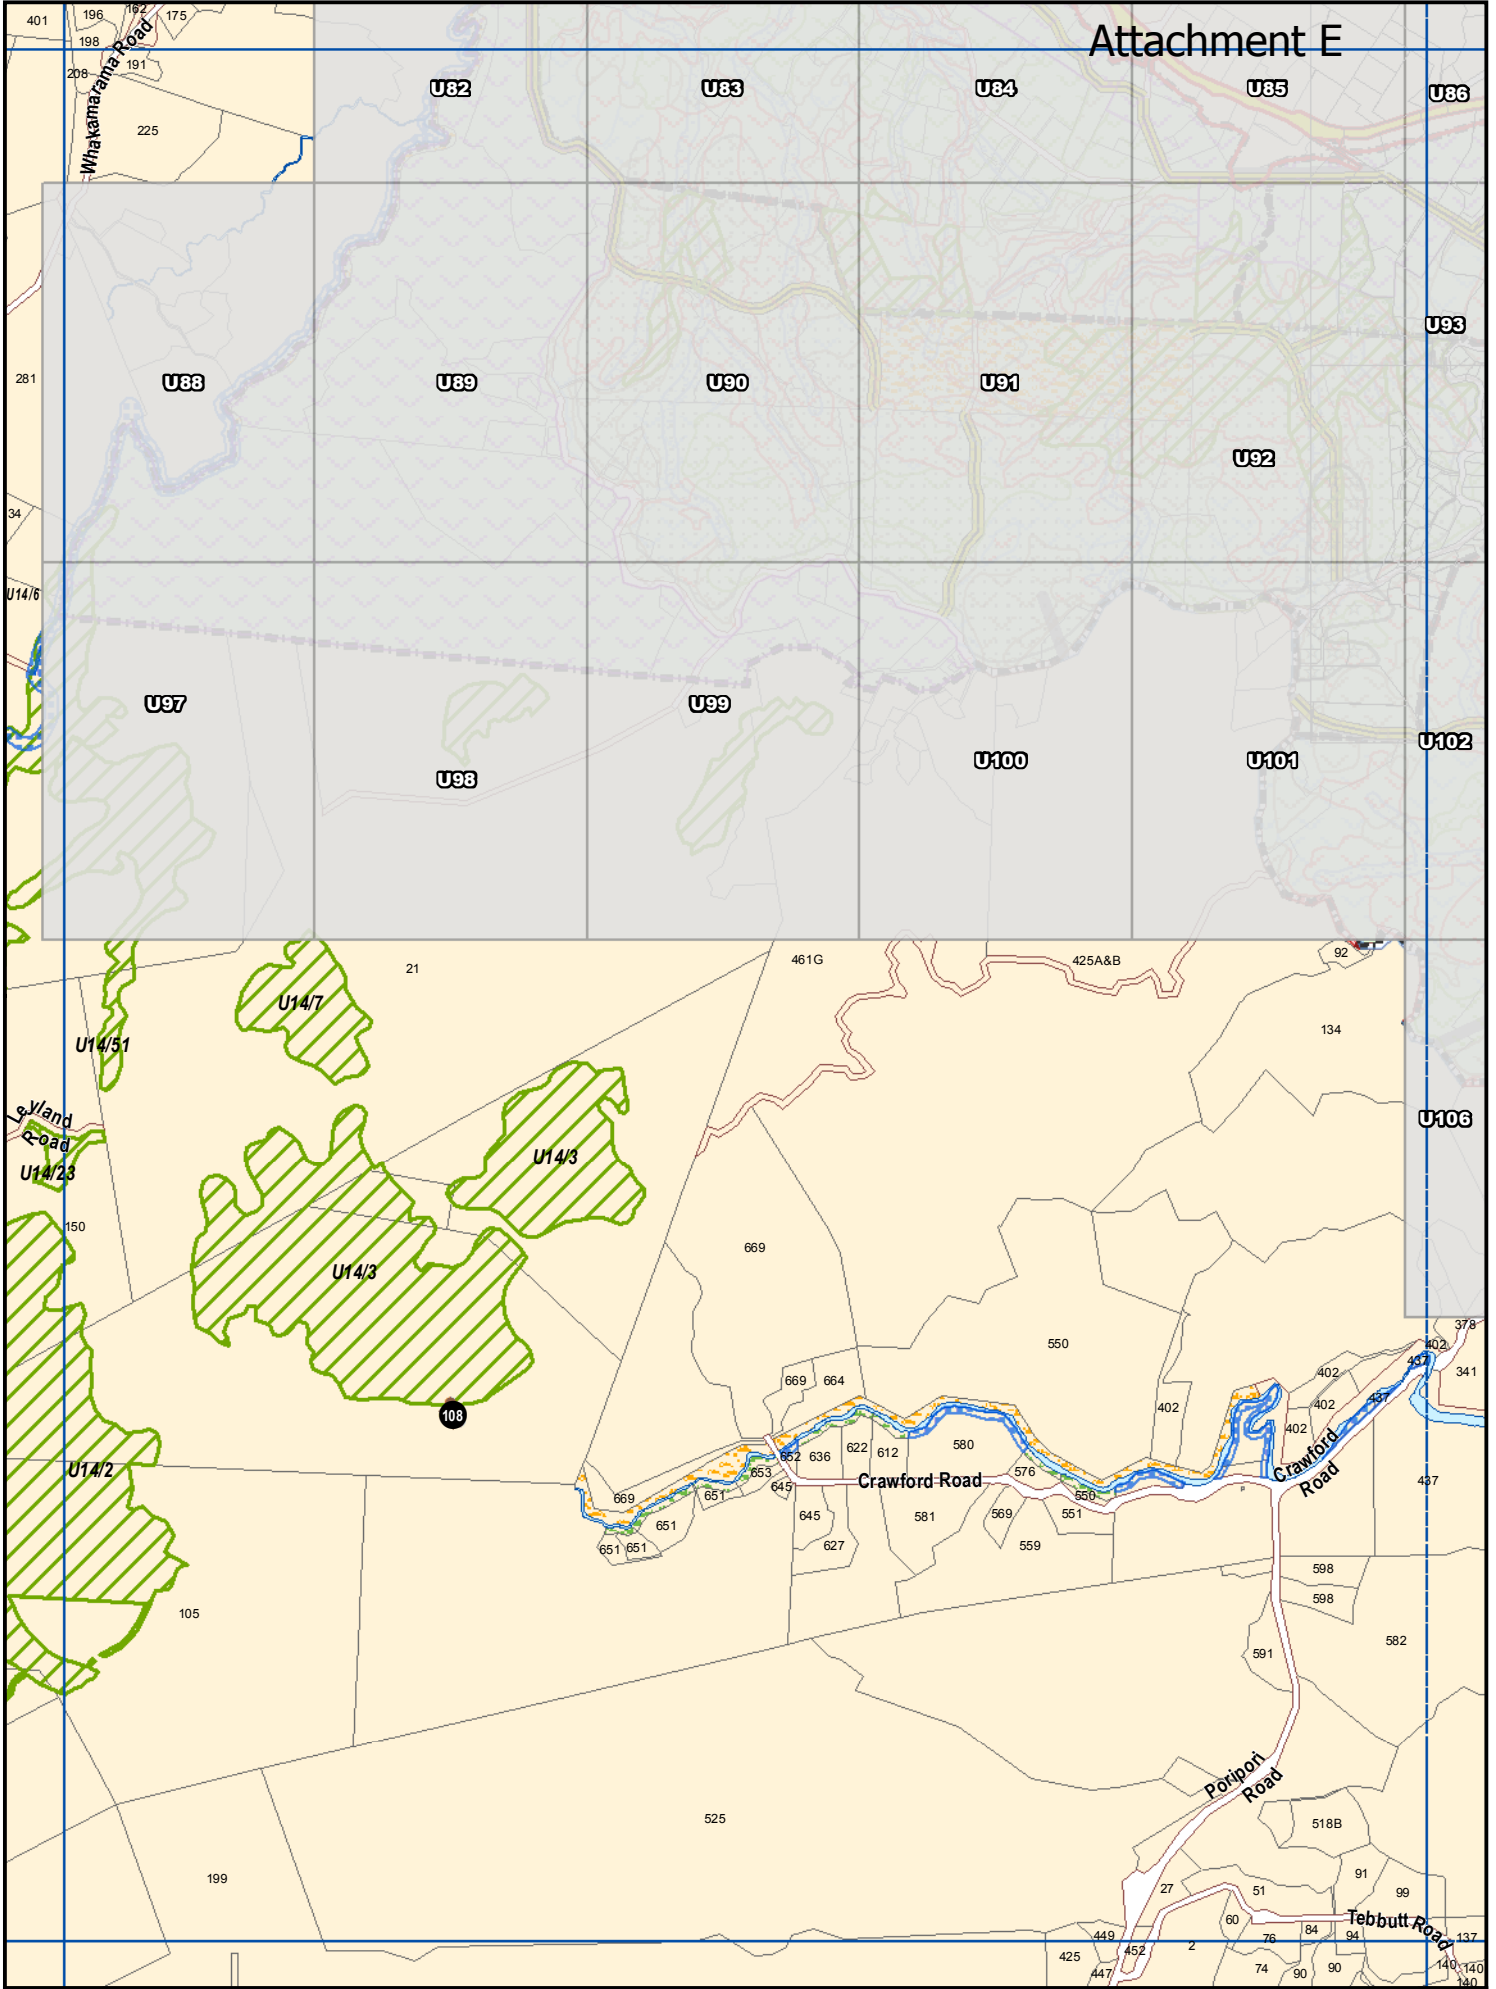 Attachment E
401
196
162
175
198
Whakamarama Road
208
191
225
U82
U83
U84
U85
U86
281
U88
U89
U90
U91
U92
U93
34
U14/6
U97
U98
U99
U100
U101
U102
21
461G
425A&B
92
134
U14/7
U14/51
Leyland
Road
U14/23
U14/3
U106
150
669
U14/3
550
378
402
437
341
402
402
437
402
402
669
664
108
U14/2
622
612
580
652
636
653
645
Crawford Road
576
Crawford
Road
437
P
669
651
550
651
645
581
569
551
651
651
627
559
598
598
105
591
582
Poripori
Road
525
518B
199
91
27
51
99
60
84
Tebbutt Road
449
452
2
76
94
137
425
447
74
90
90
140
140
140